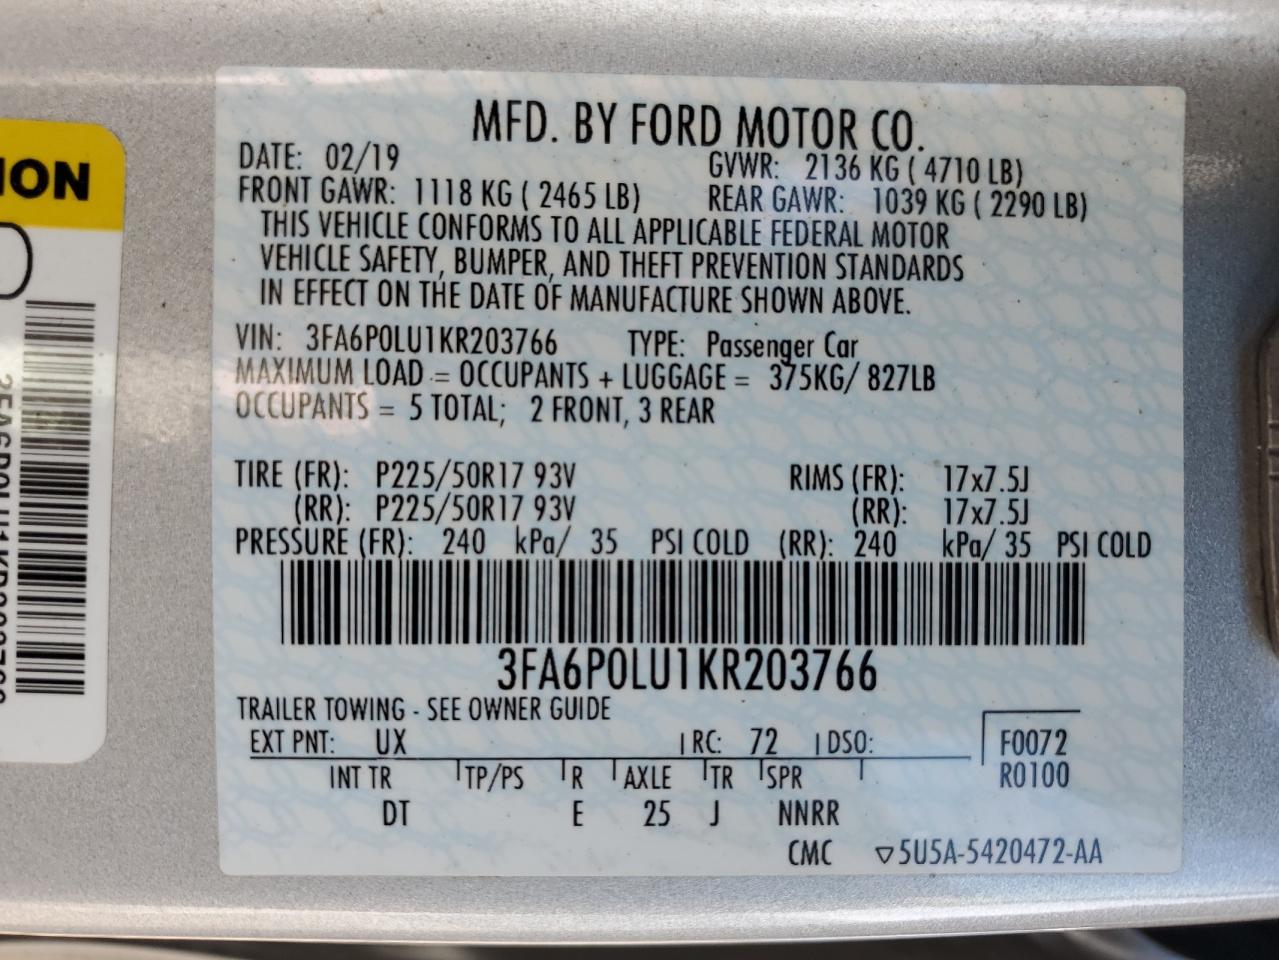 MFD. BY FORD MOTOR CO.
DATE: 02/19 GVWR: 2136 KG ( 4710 LB)
FRONT GAWR: 1118 KG ( 2465 LB) REAR GAWR: 1039 KG ( 2290 LB)
THIS VEHICLE CONFORMS TO ALL APPLICABLE FEDERAL MOTOR
VEHICLE SAFETY, BUMPER, AND THEFT PREVENTION STANDARDS
IN EFFECT ON THE DATE OF MANUFACTURE SHOWN ABOVE.
VIN: 3FA6P0LU1KR203766 TYPE: Passenger Car
MAXIMUM LOAD = OCCUPANTS + LUGGAGE = 375KG/ 827LB
OCCUPANTS = 5 TOTAL; 2 FRONT, 3 REAR
TIRE (FR): P225/50R17 93V RIMS (FR): 17x7.5J
(RR): P225/50R17 93V (RR): 17x7.5J
PRESSURE (FR): 240 kPa/ 35 PSI COLD (RR): 240 kPa/ 35 PSI COLD
3FA6P0LU1KR203766
TRAILER TOWING - SEE OWNER GUIDE
EXT PNT: UX RC: 72 DSO: F0072
INT TR TP/PS R AXLE TR SPR R0100
DT E 25 J NNRR
CMC ▽5U5A-5420472-AA
ION